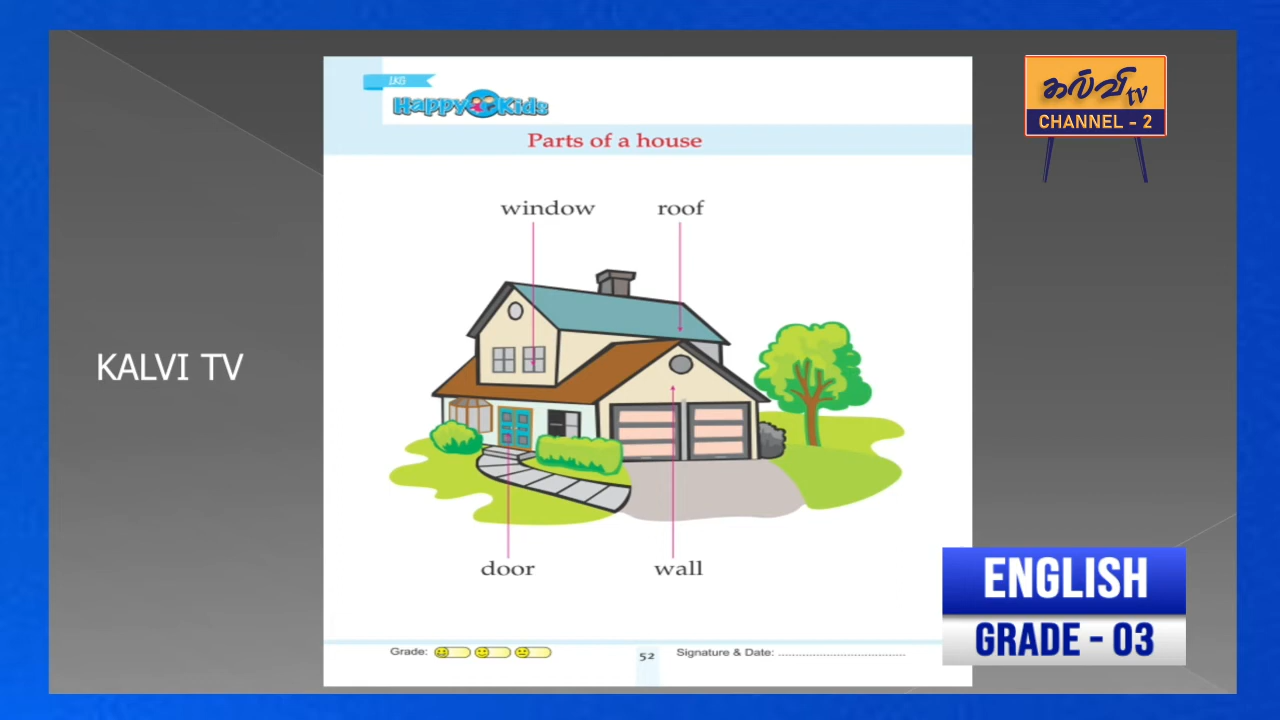 LKG
Happy Kids
Parts of a house
window roof
door wall
Grade:
52
Signature & Date: .....................................
KALVI TV
கல்வி tv
CHANNEL - 2
ENGLISH
GRADE - 03